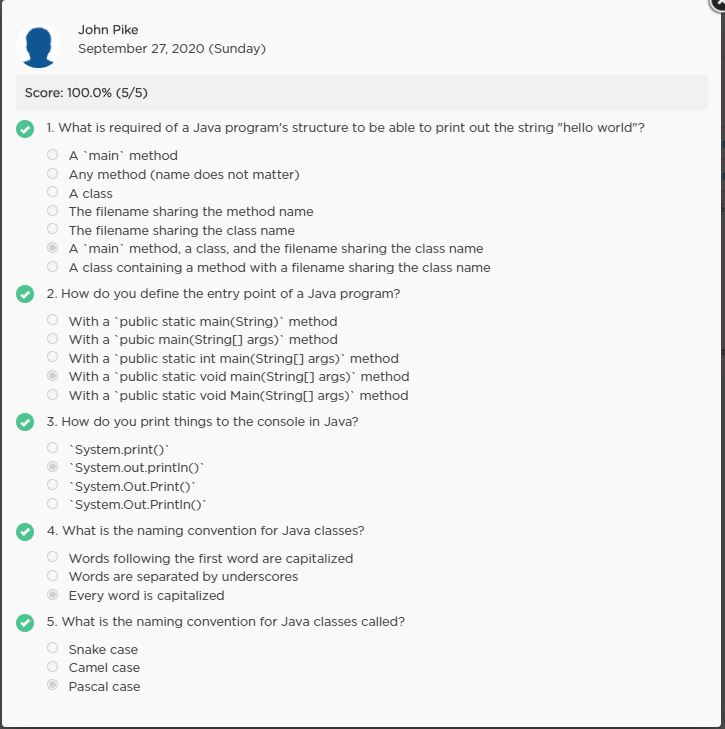 John Pike
September 27, 2020 (Sunday)
Score: 100.0% (5/5)
1. What is required of a Java program's structure to be able to print out the string "hello world"?
A `main` method
Any method (name does not matter)
A class
The filename sharing the method name
The filename sharing the class name
A `main` method, a class, and the filename sharing the class name
A class containing a method with a filename sharing the class name
2. How do you define the entry point of a Java program?
With a `public static main(String)` method
With a `pubic main(String[] args)` method
With a `public static int main(String[] args)` method
With a `public static void main(String[] args)` method
With a `public static void Main(String[] args)` method
3. How do you print things to the console in Java?
`System.print()`
`System.out.println()`
`System.Out.Print()`
`System.Out.Println()`
4. What is the naming convention for Java classes?
Words following the first word are capitalized
Words are separated by underscores
Every word is capitalized
5. What is the naming convention for Java classes called?
Snake case
Camel case
Pascal case